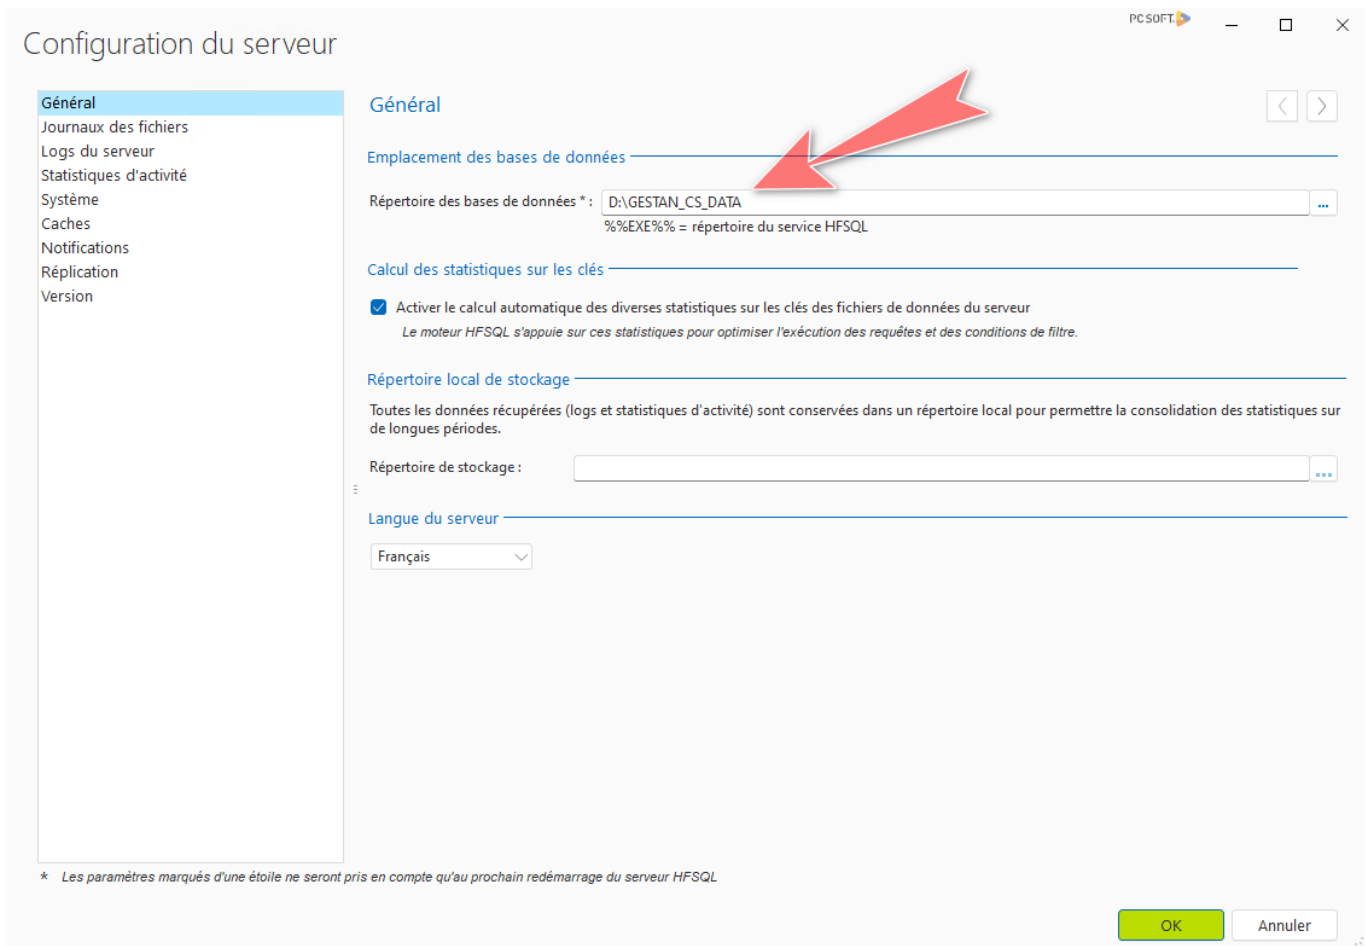 PC SOFT
Configuration du serveur
Général
Journaux des fichiers
Logs du serveur
Statistiques d'activité
Système
Caches
Notifications
Réplication
Version
Général
Emplacement des bases de données
Répertoire des bases de données * : D:\GESTAN_CS_DATA ...
%%EXE%% = répertoire du service HFSQL
Calcul des statistiques sur les clés
Activer le calcul automatique des diverses statistiques sur les clés des fichiers de données du serveur
Le moteur HFSQL s'appuie sur ces statistiques pour optimiser l'exécution des requêtes et des conditions de filtre.
Répertoire local de stockage
Toutes les données récupérées (logs et statistiques d'activité) sont conservées dans un répertoire local pour permettre la consolidation des statistiques sur
de longues périodes.
Répertoire de stockage : ...
Langue du serveur
Français
* Les paramètres marqués d'une étoile ne seront pris en compte qu'au prochain redémarrage du serveur HFSQL
OK Annuler